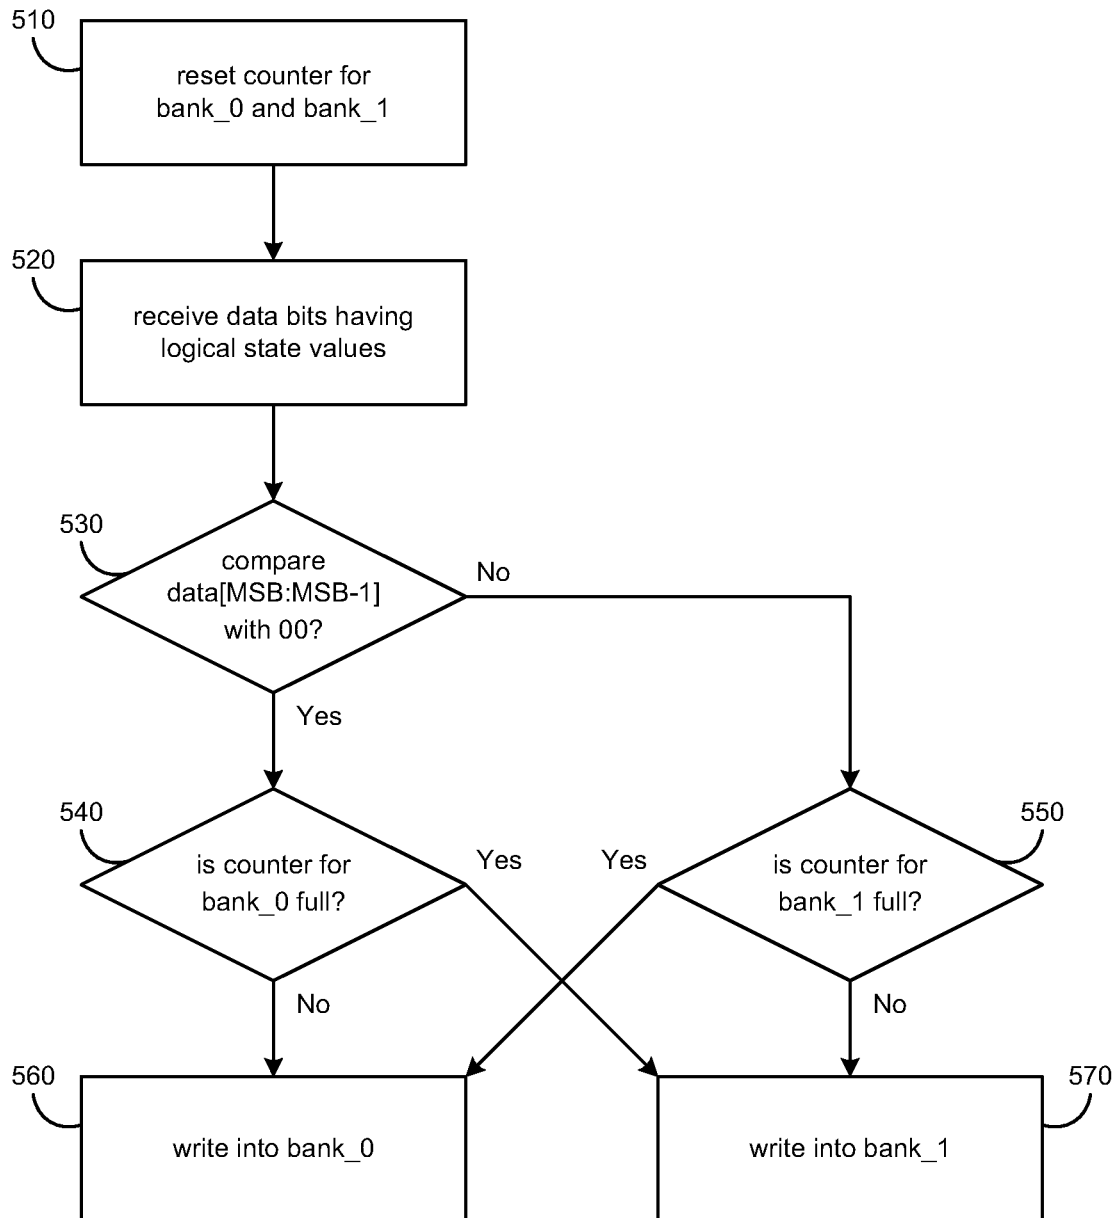 510
reset counter for
bank_0 and bank_1
520
receive data bits having
logical state values
530
compare
data[MSB:MSB-1]
with 00?
No
Yes
540
is counter for
bank_0 full?
Yes
No
Yes
550
is counter for
bank_1 full?
No
560
write into bank_0
write into bank_1
570